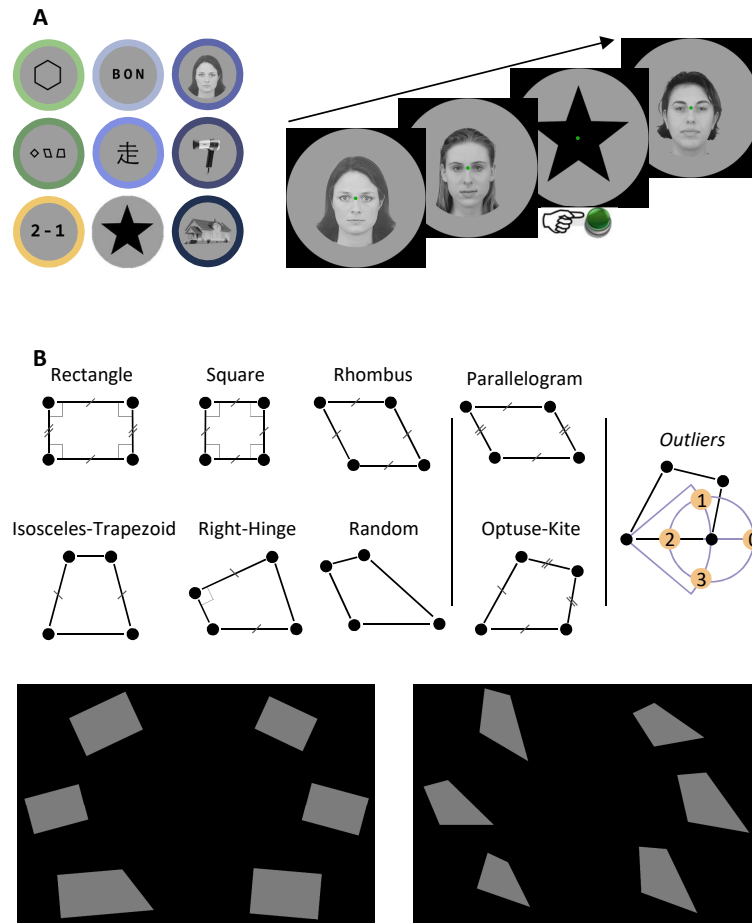 A
B O N
走
2 - 1
B
Rectangle Square Rhombus Parallelogram
Outliers
1
Isosceles-Trapezoid Right-Hinge Random Optuse-Kite
2 0
3